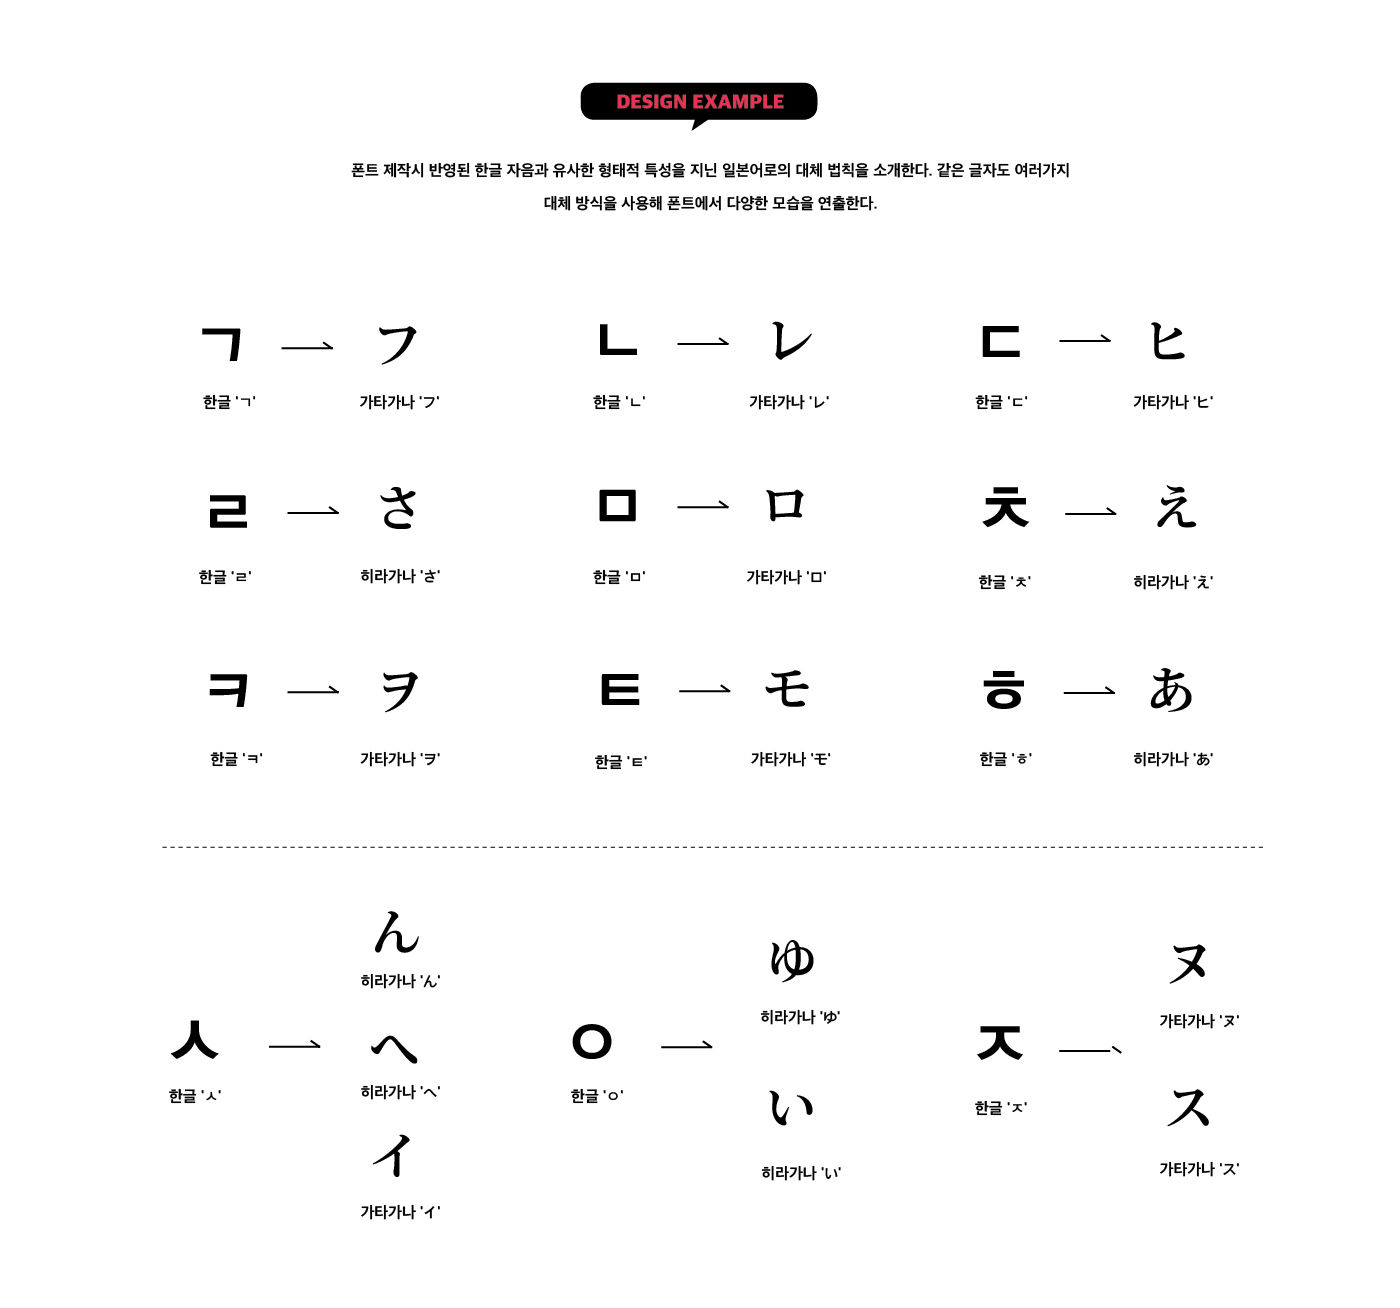 DESIGN EXAMPLE
폰트 제작시 반영된 한글 자음과 유사한 형태적 특성을 지닌 일본어로의 대체 법칙을 소개한다. 같은 글자도 여러가지
대체 방식을 사용해 폰트에서 다양한 모습을 연출한다.
ㄱ フ ㄴ レ ㄷ ヒ
한글 'ㄱ' 가타가나 'フ' 한글 'ㄴ' 가타가나 'レ' 한글 'ㄷ' 가타가나 'ヒ'
ㄹ さ ㅁ ロ ㅊ え
한글 'ㄹ' 히라가나 'さ' 한글 'ㅁ' 가타가나 'ロ' 한글 'ㅊ' 히라가나 'え'
ㅋ ヲ ㅌ モ ㅎ あ
한글 'ㅋ' 가타가나 'ヲ' 한글 'ㅌ' 가타가나 'モ' 한글 'ㅎ' 히라가나 'あ'
ㅅ
한글 'ㅅ'
ん
히라가나 'ん'
へ
히라가나 'へ'
イ
가타가나 'イ'
ㅇ
한글 'ㅇ'
ゆ
히라가나 'ゆ'
い
히라가나 'い'
ㅈ
한글 'ㅈ'
ヌ
가타가나 'ヌ'
ス
가타가나 'ス'